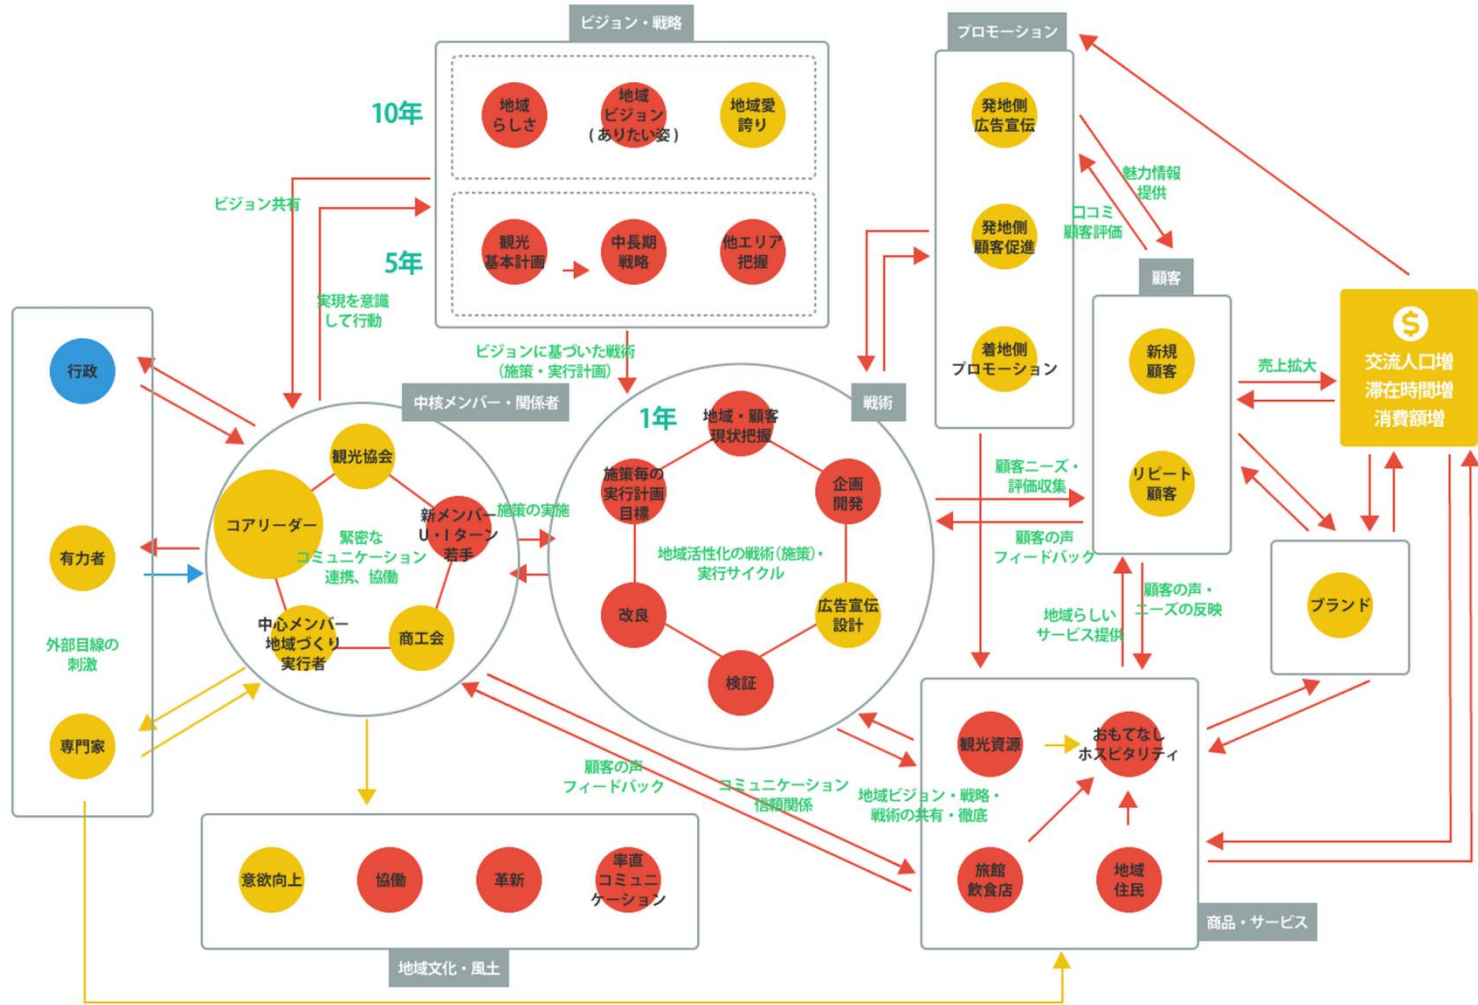 ビジョン・戦略
10年
地域
らしさ
地域
ビジョン
(ありたい姿)
地域愛
誇り
5年
観光
基本計画
中長期
戦略
他エリア
把握
ビジョン共有
実現を意識
して行動
ビジョンに基づいた戦術
(施策・実行計画)
プロモーション
発地側
広告宣伝
発地側
顧客促進
着地側
プロモーション
魅力情報
提供
口コミ
顧客評価
顧客
新規
顧客
リピート
顧客
売上拡大
$
交流人口増
滞在時間増
消費額増
行政
有力者
外部目線の
刺激
専門家
中核メンバー・関係者
観光協会
コアリーダー
新メンバー
U・Iターン
若手
緊密な
コミュニケーション
連携、協働
中心メンバー
地域づくり
実行者
商工会
施策の実施
戦術
1年
地域・顧客
現状把握
施策毎の
実行計画
目標
企画
開発
地域活性化の戦術(施策)・
実行サイクル
改良
広告宣伝
設計
検証
顧客ニーズ・
評価収集
顧客の声
フィードバック
地域らしい
サービス提供
顧客の声・
ニーズの反映
ブランド
顧客の声
フィードバック
コミュニケーション
信頼関係
地域ビジョン・戦略・
戦術の共有・徹底
観光資源
おもてなし
ホスピタリティ
旅館
飲食店
地域
住民
商品・サービス
意欲向上
協働
革新
率直
コミュニ
ケーション
地域文化・風土